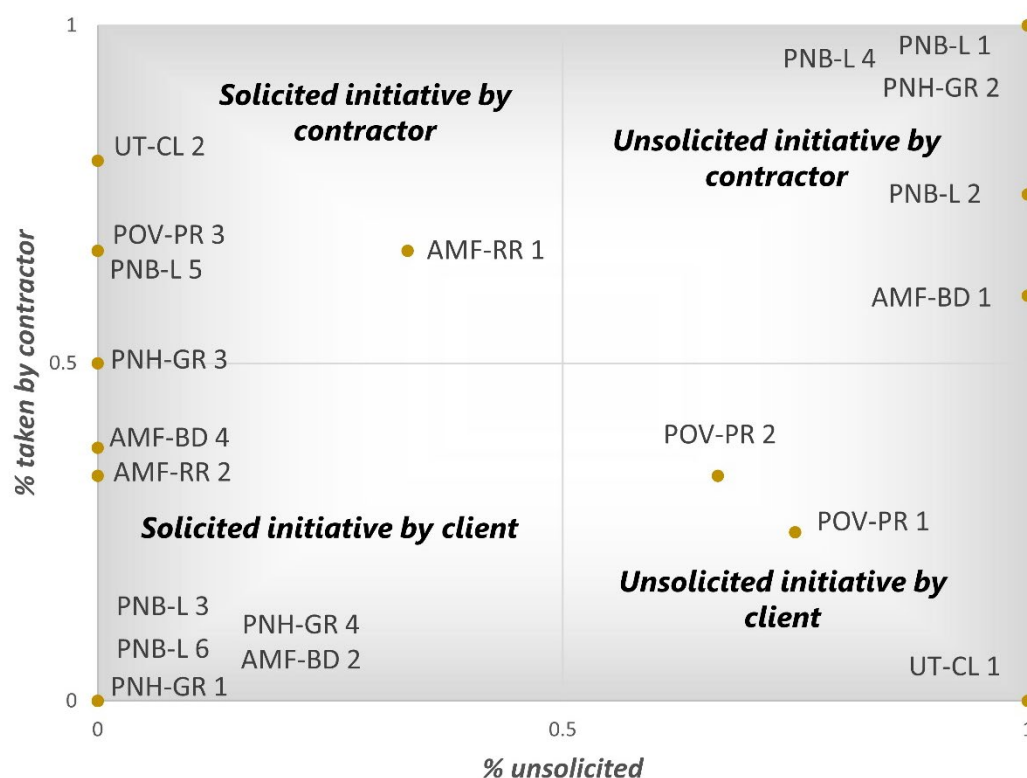 1
PNB-L 1
PNB-L 4
PNH-GR 2
Solicited initiative by
contractor
Unsolicited initiative by
contractor
UT-CL 2
PNB-L 2
POV-PR 3
AMF-RR 1
PNB-L 5
AMF-BD 1
% taken by contractor
0.5
PNH-GR 3
AMF-BD 4
POV-PR 2
AMF-RR 2
Solicited initiative by client
POV-PR 1
Unsolicited initiative by
client
PNB-L 3
PNH-GR 4
PNB-L 6
AMF-BD 2
UT-CL 1
PNH-GR 1
0
0
0.5
1
% unsolicited